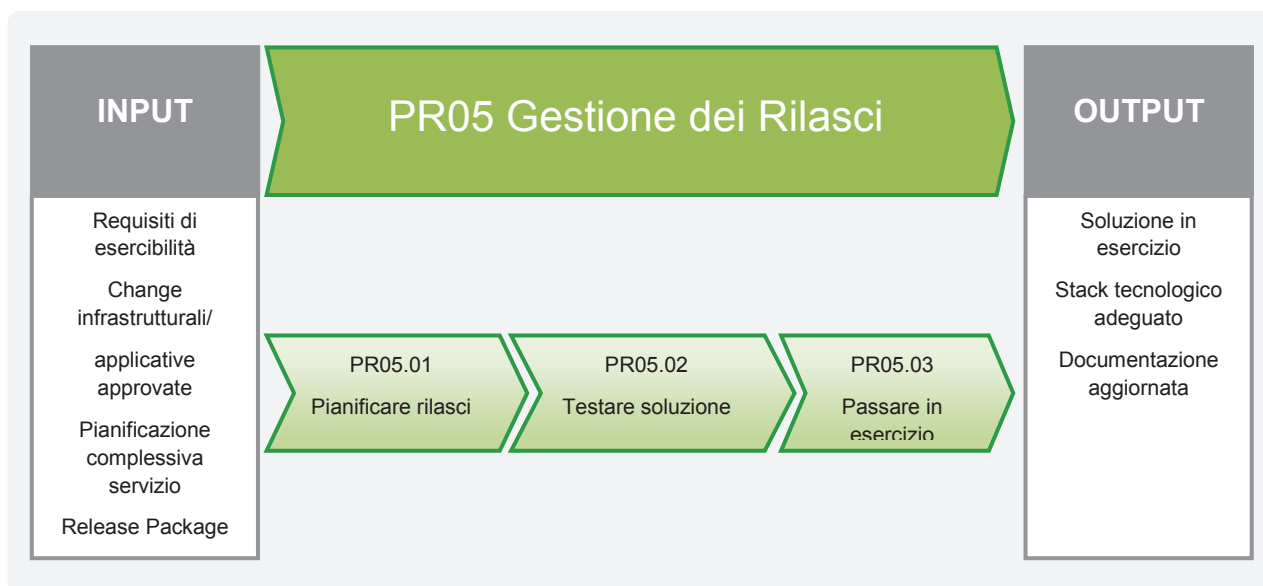 INPUT
Requisiti di
esercibilità
Change
infrastrutturali/
applicative
approvate
Pianificazione
complessiva
servizio
Release Package
PR05 Gestione dei Rilasci
PR05.01
Pianificare rilasci
PR05.02
Testare soluzione
PR05.03
Passare in
esercizio
OUTPUT
Soluzione in
esercizio
Stack tecnologico
adeguato
Documentazione
aggiornata